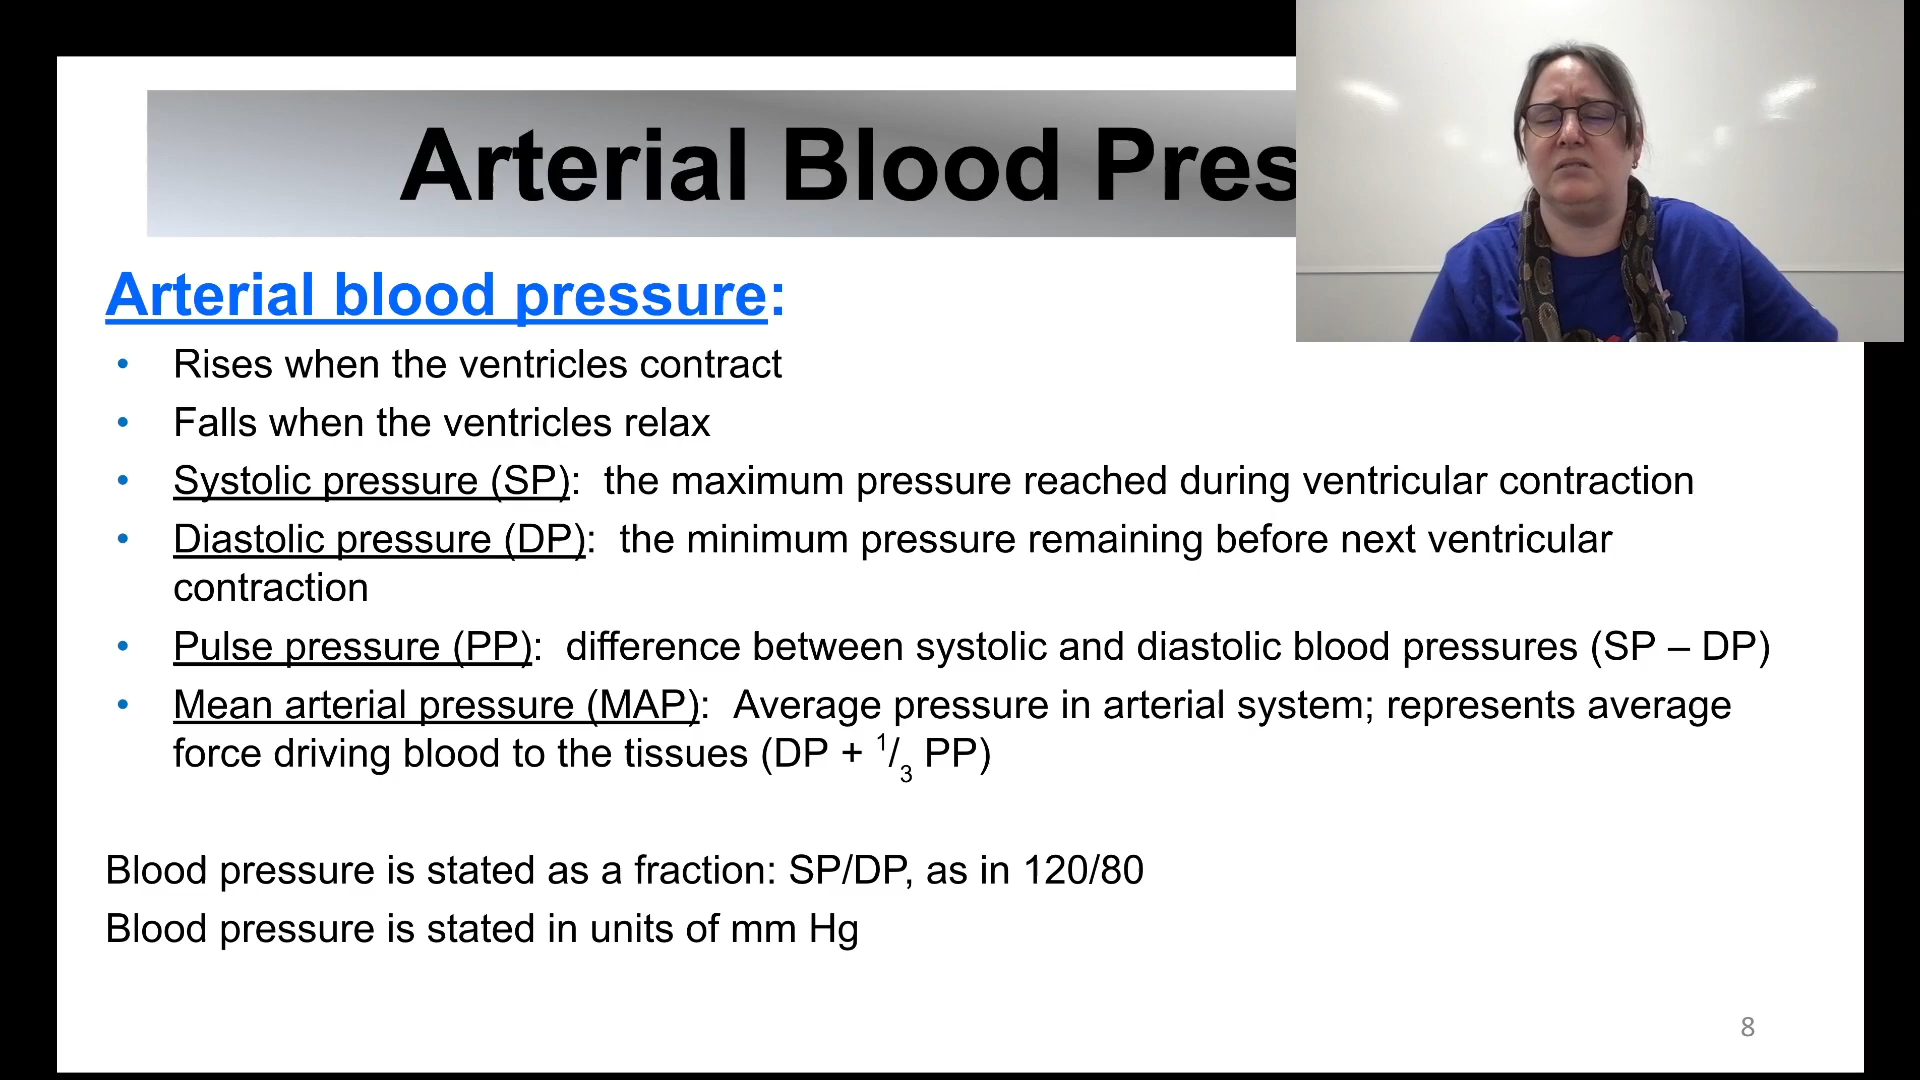 Arterial Blood Pres
Arterial blood pressure:
• Rises when the ventricles contract
• Falls when the ventricles relax
• Systolic pressure (SP):  the maximum pressure reached during ventricular contraction
• Diastolic pressure (DP):  the minimum pressure remaining before next ventricular
contraction
• Pulse pressure (PP):  difference between systolic and diastolic blood pressures (SP – DP)
• Mean arterial pressure (MAP):  Average pressure in arterial system; represents average
force driving blood to the tissues (DP + 1/3 PP)
Blood pressure is stated as a fraction: SP/DP, as in 120/80
Blood pressure is stated in units of mm Hg
8